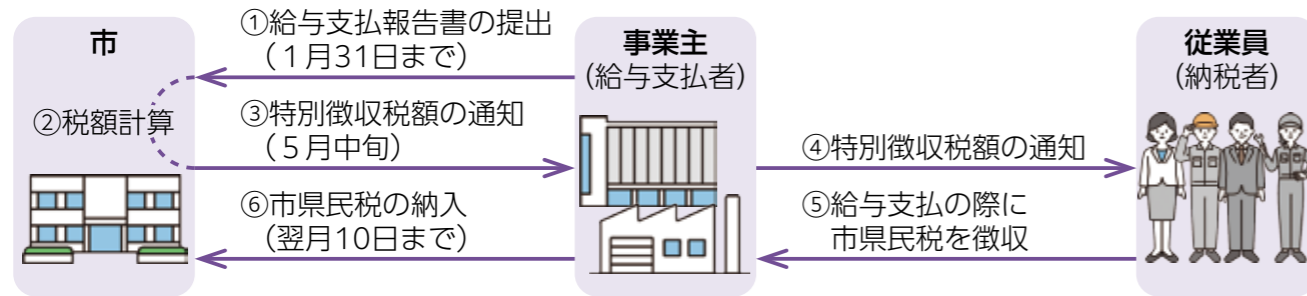 市
②税額計算
①給与支払報告書の提出
（１月31日まで）
③特別徴収税額の通知
（５月中旬）
⑥市県民税の納入
（翌月10日まで）
事業主
（給与支払者）
④特別徴収税額の通知
⑤給与支払の際に
市県民税を徴収
従業員
（納税者）